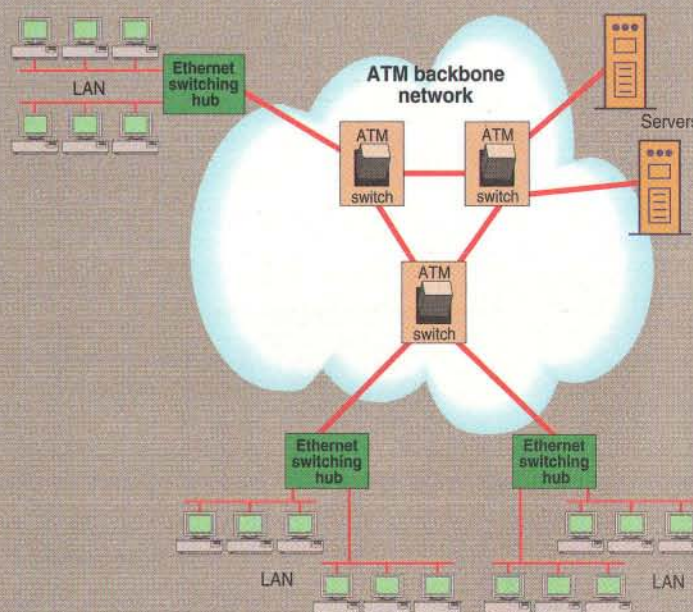 LAN
Ethernet
switching
hub
ATM backbone
network
ATM
switch
ATM
switch
Servers
ATM
switch
Ethernet
switching
hub
Ethernet
switching
hub
LAN
LAN